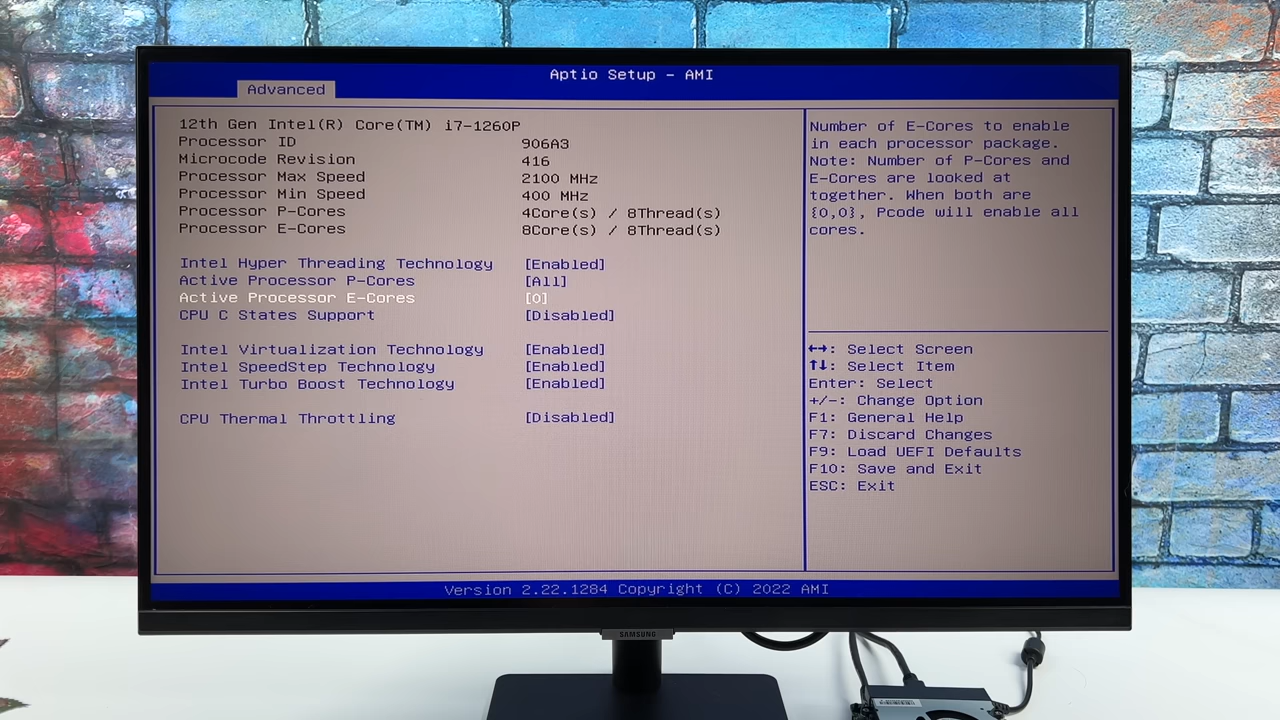 Aptio Setup – AMI
Advanced
12th Gen Intel(R) Core(TM) i7-1260P
Processor ID 906A3
Microcode Revision 416
Processor Max Speed 2100 MHz
Processor Min Speed 400 MHz
Processor P-Cores 4Core(s) / 8Thread(s)
Processor E-Cores 8Core(s) / 8Thread(s)
Intel Hyper Threading Technology [Enabled]
Active Processor P-Cores [All]
Active Processor E-Cores [0]
CPU C States Support [Disabled]
Intel Virtualization Technology [Enabled]
Intel SpeedStep Technology [Enabled]
Intel Turbo Boost Technology [Enabled]
CPU Thermal Throttling [Disabled]
Number of E-Cores to enable
in each processor package.
Note: Number of P-Cores and
E-Cores are looked at
together. When both are
{0,0}, Pcode will enable all
cores.
↔: Select Screen
↑↓: Select Item
Enter: Select
+/-: Change Option
F1: General Help
F7: Discard Changes
F9: Load UEFI Defaults
F10: Save and Exit
ESC: Exit
Version 2.22.1284 Copyright (C) 2022 AMI
SAMSUNG